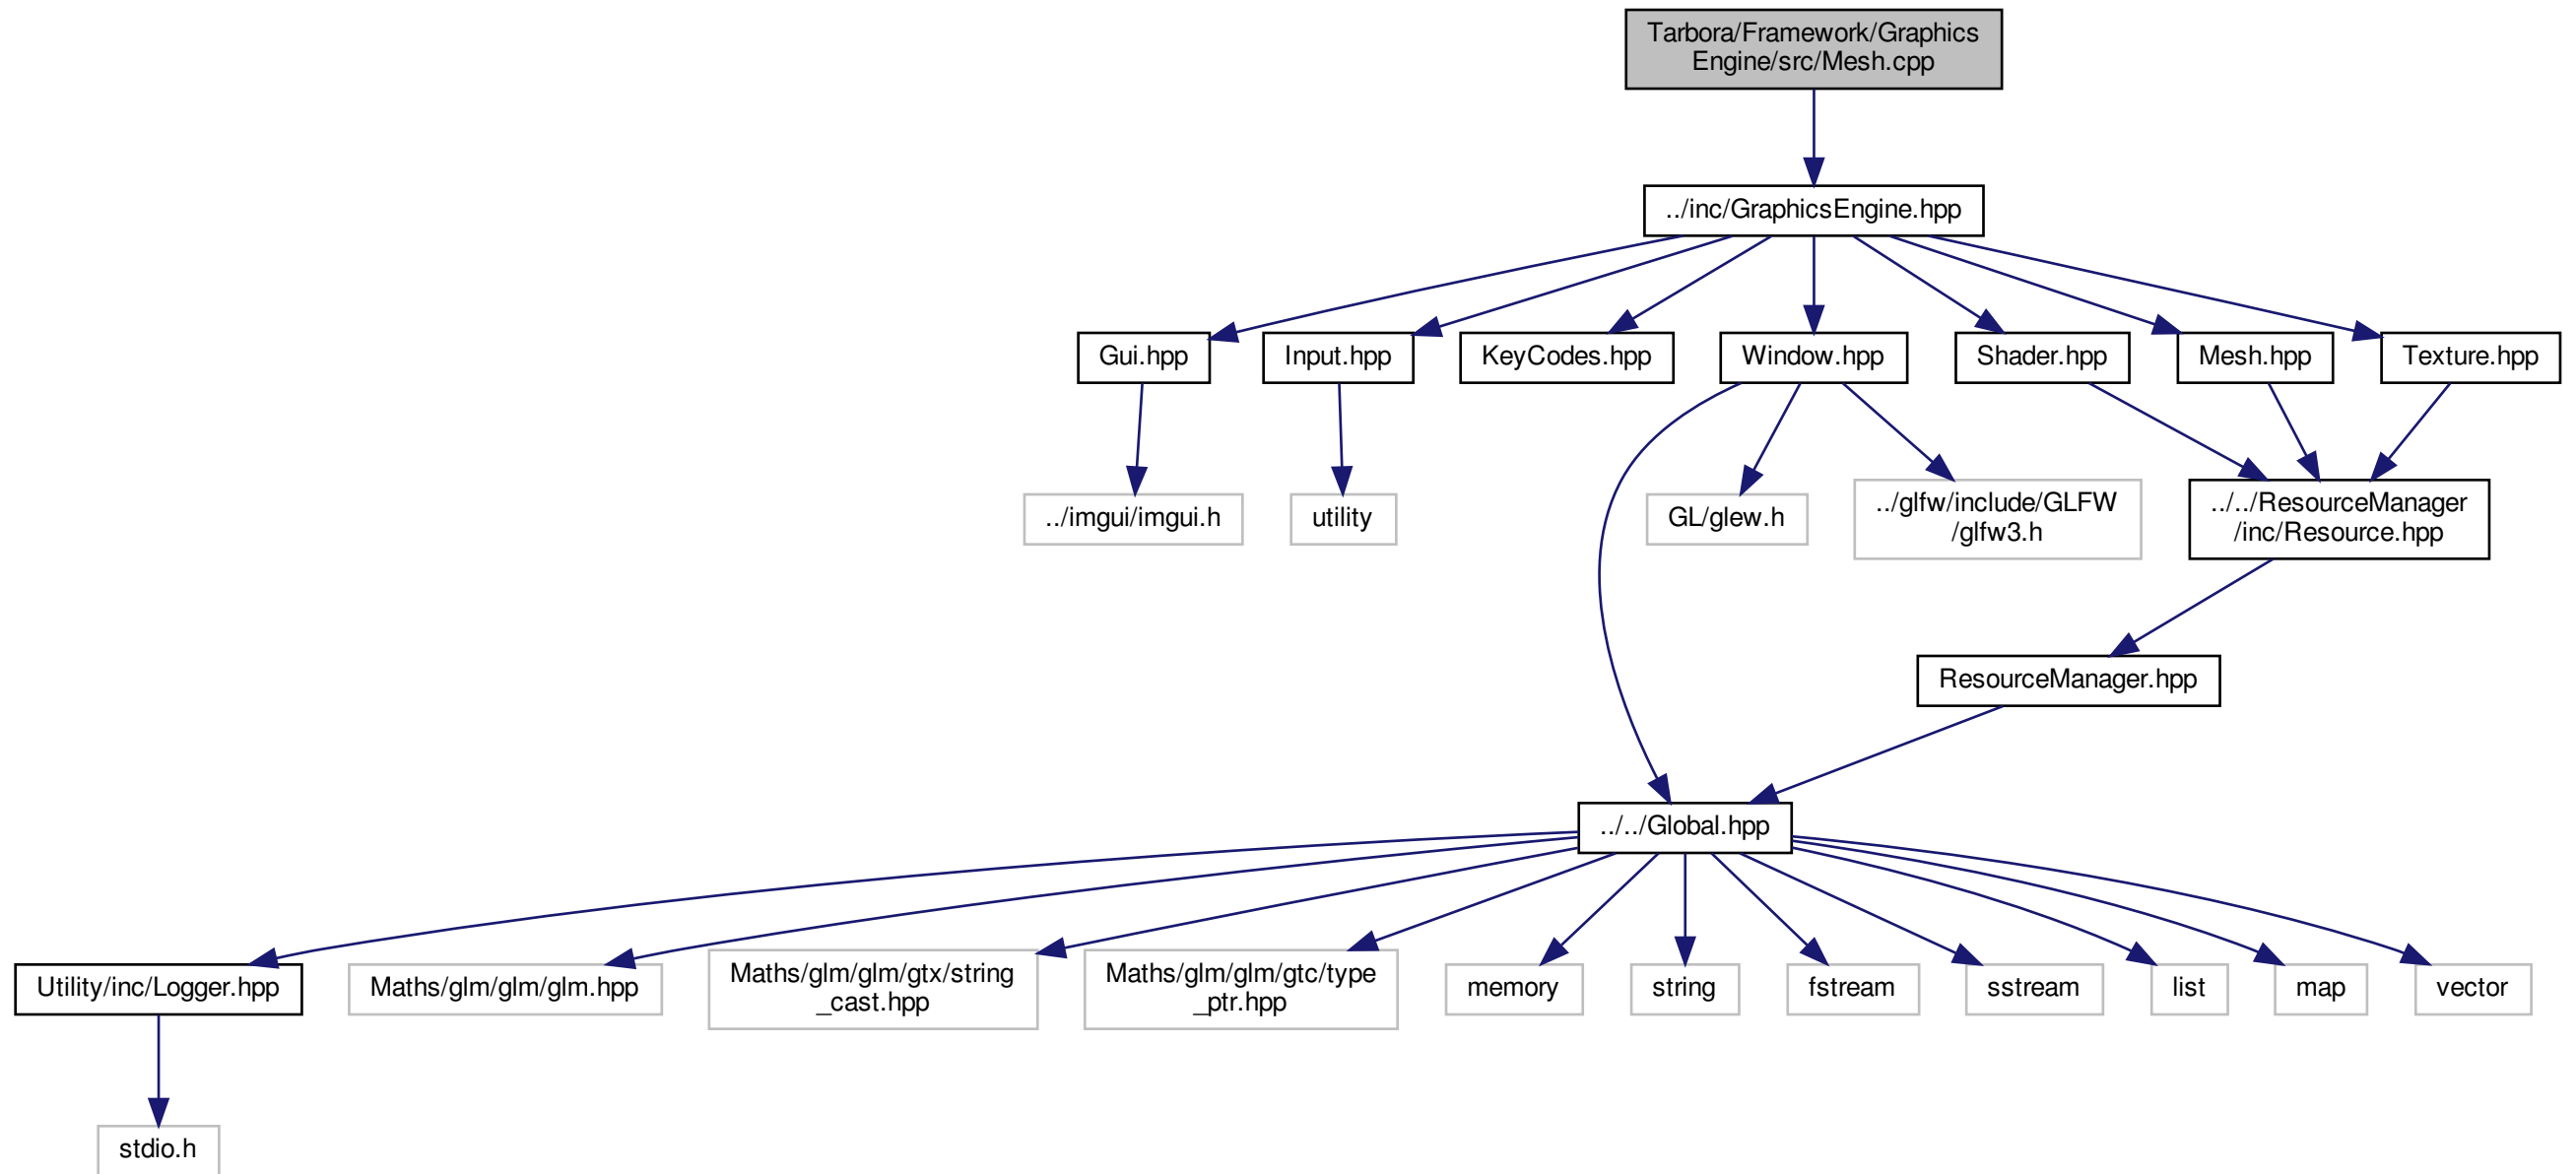 Tarbora/Framework/Graphics
Engine/src/Mesh.cpp
../inc/GraphicsEngine.hpp
Gui.hpp
Input.hpp
KeyCodes.hpp
Window.hpp
Shader.hpp
Mesh.hpp
Texture.hpp
../imgui/imgui.h
utility
GL/glew.h
../glfw/include/GLFW
/glfw3.h
../../ResourceManager
/inc/Resource.hpp
ResourceManager.hpp
../../Global.hpp
Utility/inc/Logger.hpp
Maths/glm/glm/glm.hpp
Maths/glm/glm/gtx/string
_cast.hpp
Maths/glm/glm/gtc/type
_ptr.hpp
memory
string
fstream
sstream
list
map
vector
stdio.h